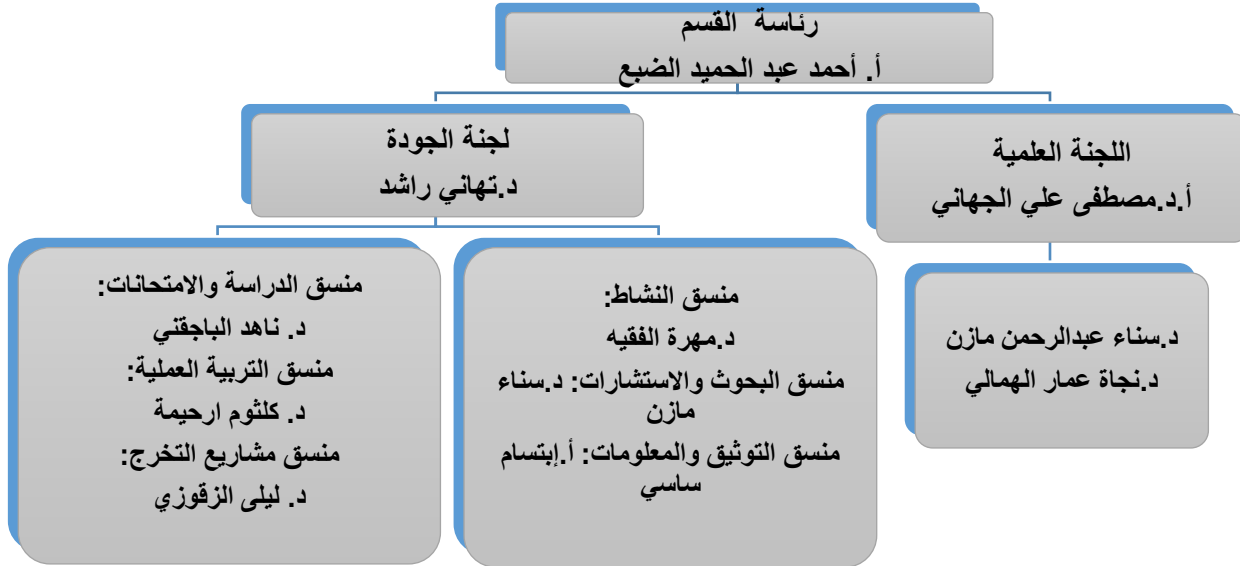 رئاسة القسم
أ. أحمد عبد الحميد الضبع
اللجنة العلمية
أ.د.مصطفى علي الجهاني
لجنة الجودة
د.تهاني راشد
د.سناء عبدالرحمن مازن
د.نجاة عمار الهمالي
منسق النشاط:
د.مهرة الفقيه
منسق البحوث والاستشارات: د.سناء
مازن
منسق التوثيق والمعلومات: أ.إبتسام
ساسي
منسق الدراسة والامتحانات:
د. ناهد الباجقني
منسق التربية العملية:
د. كلثوم ارحيمة
منسق مشاريع التخرج:
د. ليلى الزقوزي